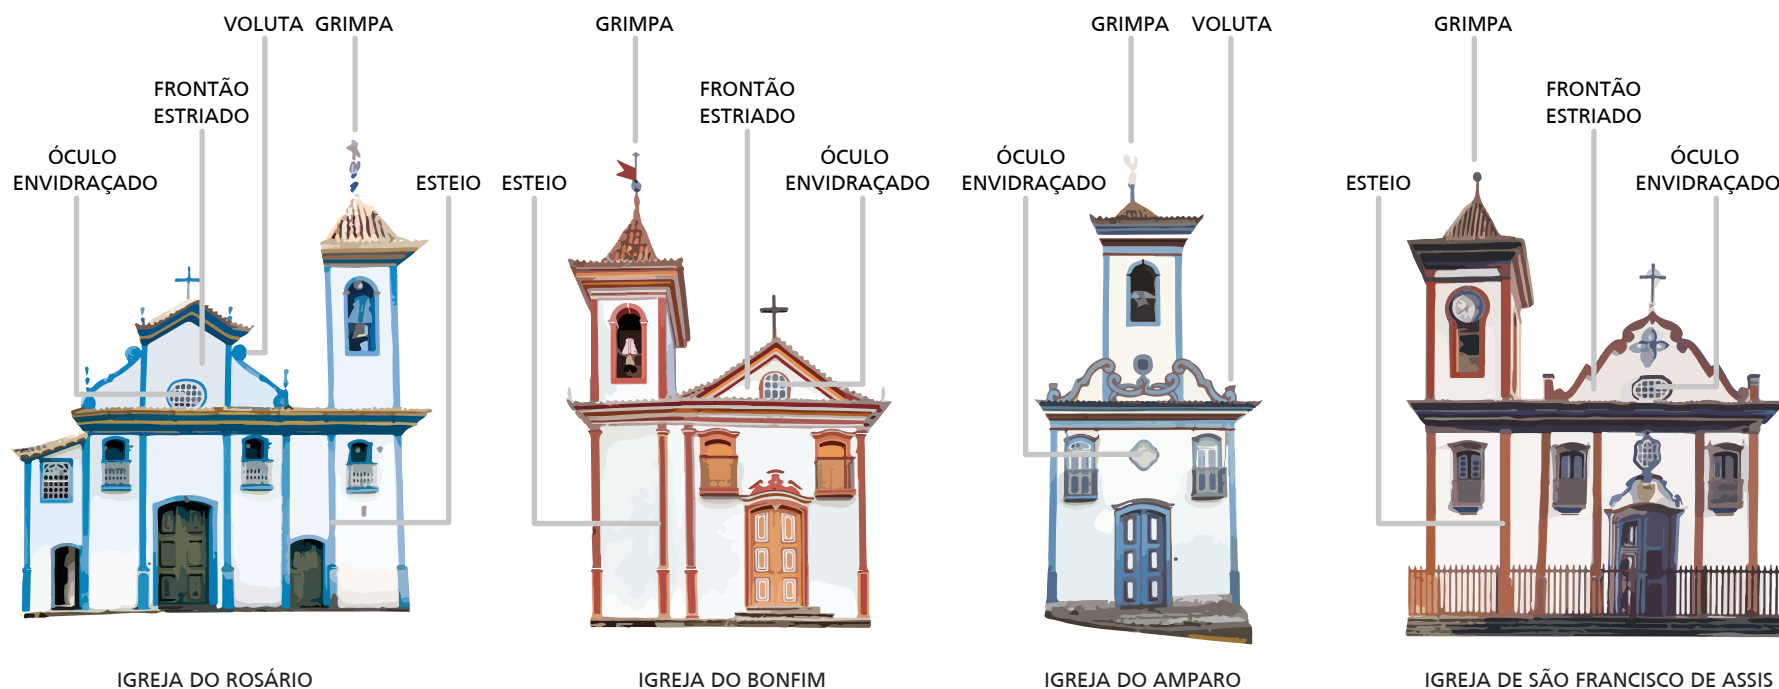 VOLUTA GRIMPA
FRONTÃO
ESTRIADO
ÓCULO
ENVIDRAÇADO
ESTEIO
IGREJA DO ROSÁRIO
GRIMPA
FRONTÃO
ESTRIADO
ÓCULO
ENVIDRAÇADO
ESTEIO
IGREJA DO BONFIM
GRIMPA VOLUTA
ÓCULO
ENVIDRAÇADO
IGREJA DO AMPARO
GRIMPA
FRONTÃO
ESTRIADO
ÓCULO
ENVIDRAÇADO
ESTEIO
IGREJA DE SÃO FRANCISCO DE ASSIS